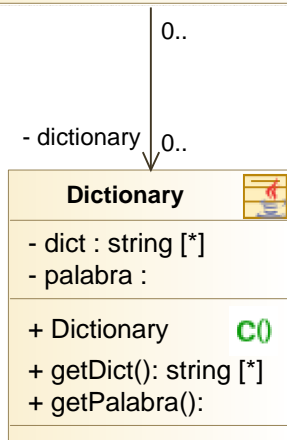 0..
- dictionary
0..
Dictionary
- dict : string [*]
- palabra :
+ Dictionary C()
+ getDict(): string [*]
+ getPalabra():